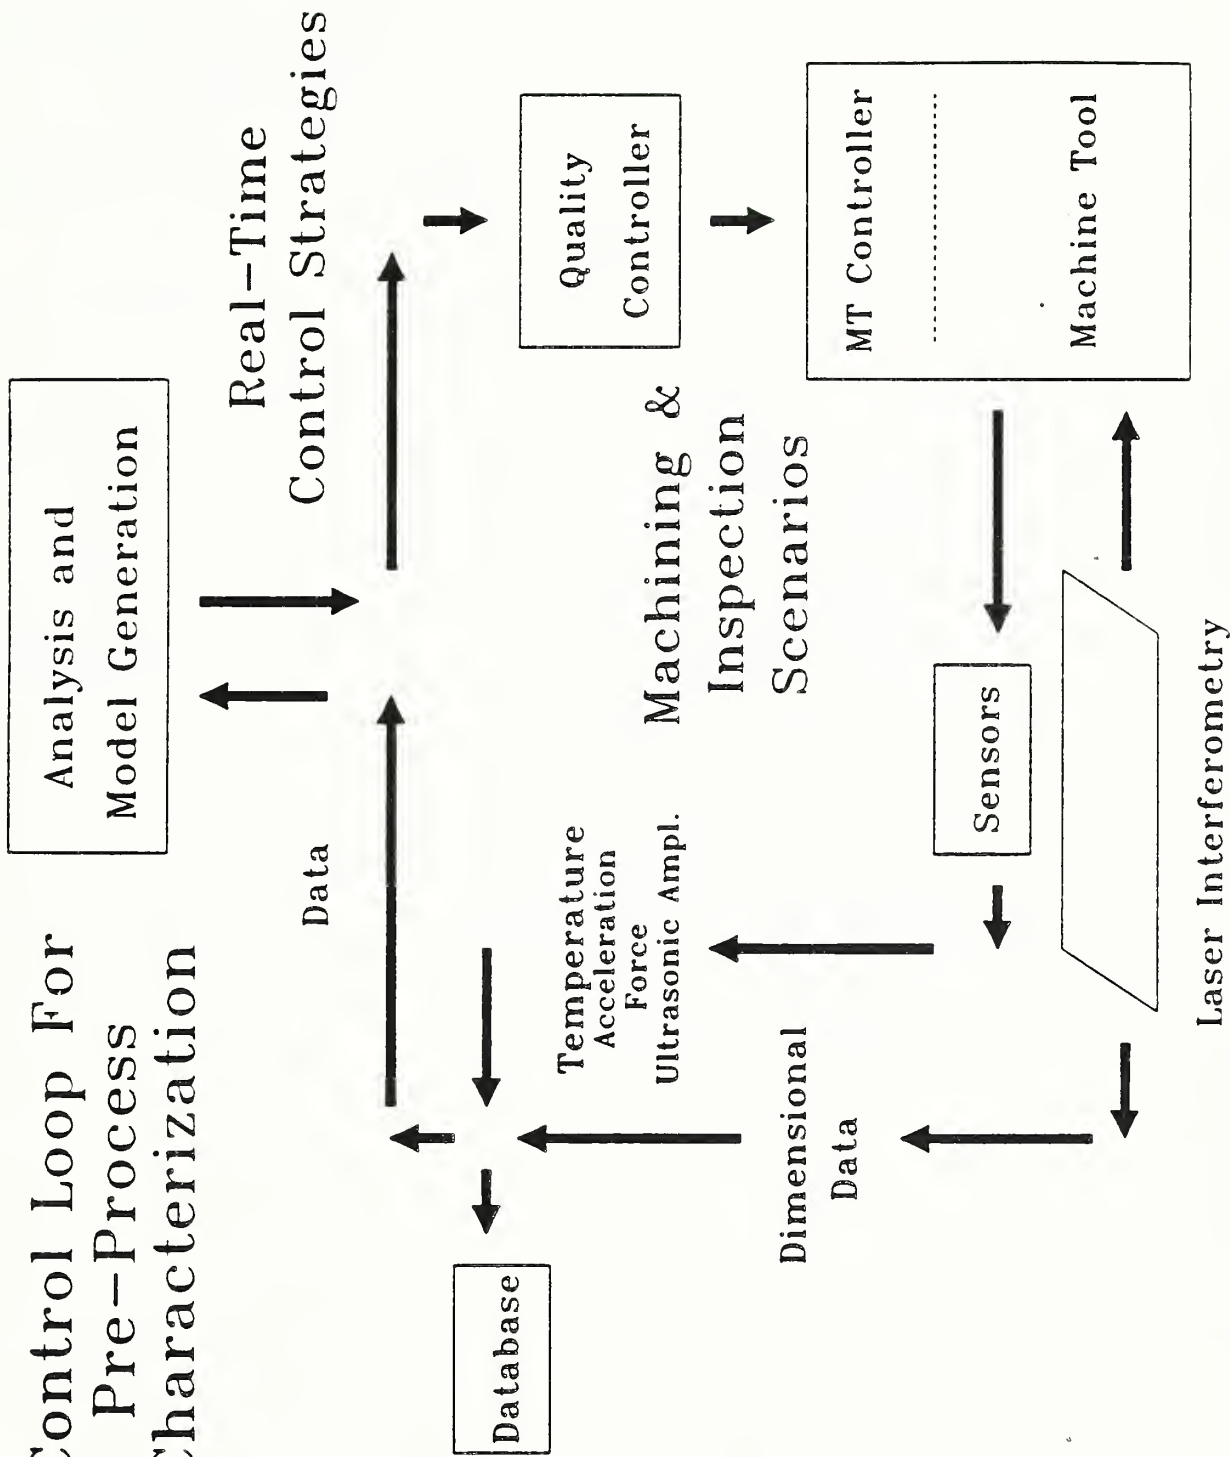 Control Loop For
Pre-Process
Characterization
Analysis and
Model Generation
Data
Real-Time
Control Strategies
Database
Temperature
Acceleration
Force
Ultrasonic Ampl.
Quality
Controller
Machining &
Inspection
Scenarios
Dimensional
Data
Sensors
MT Controller
Machine Tool
Laser Interferometry